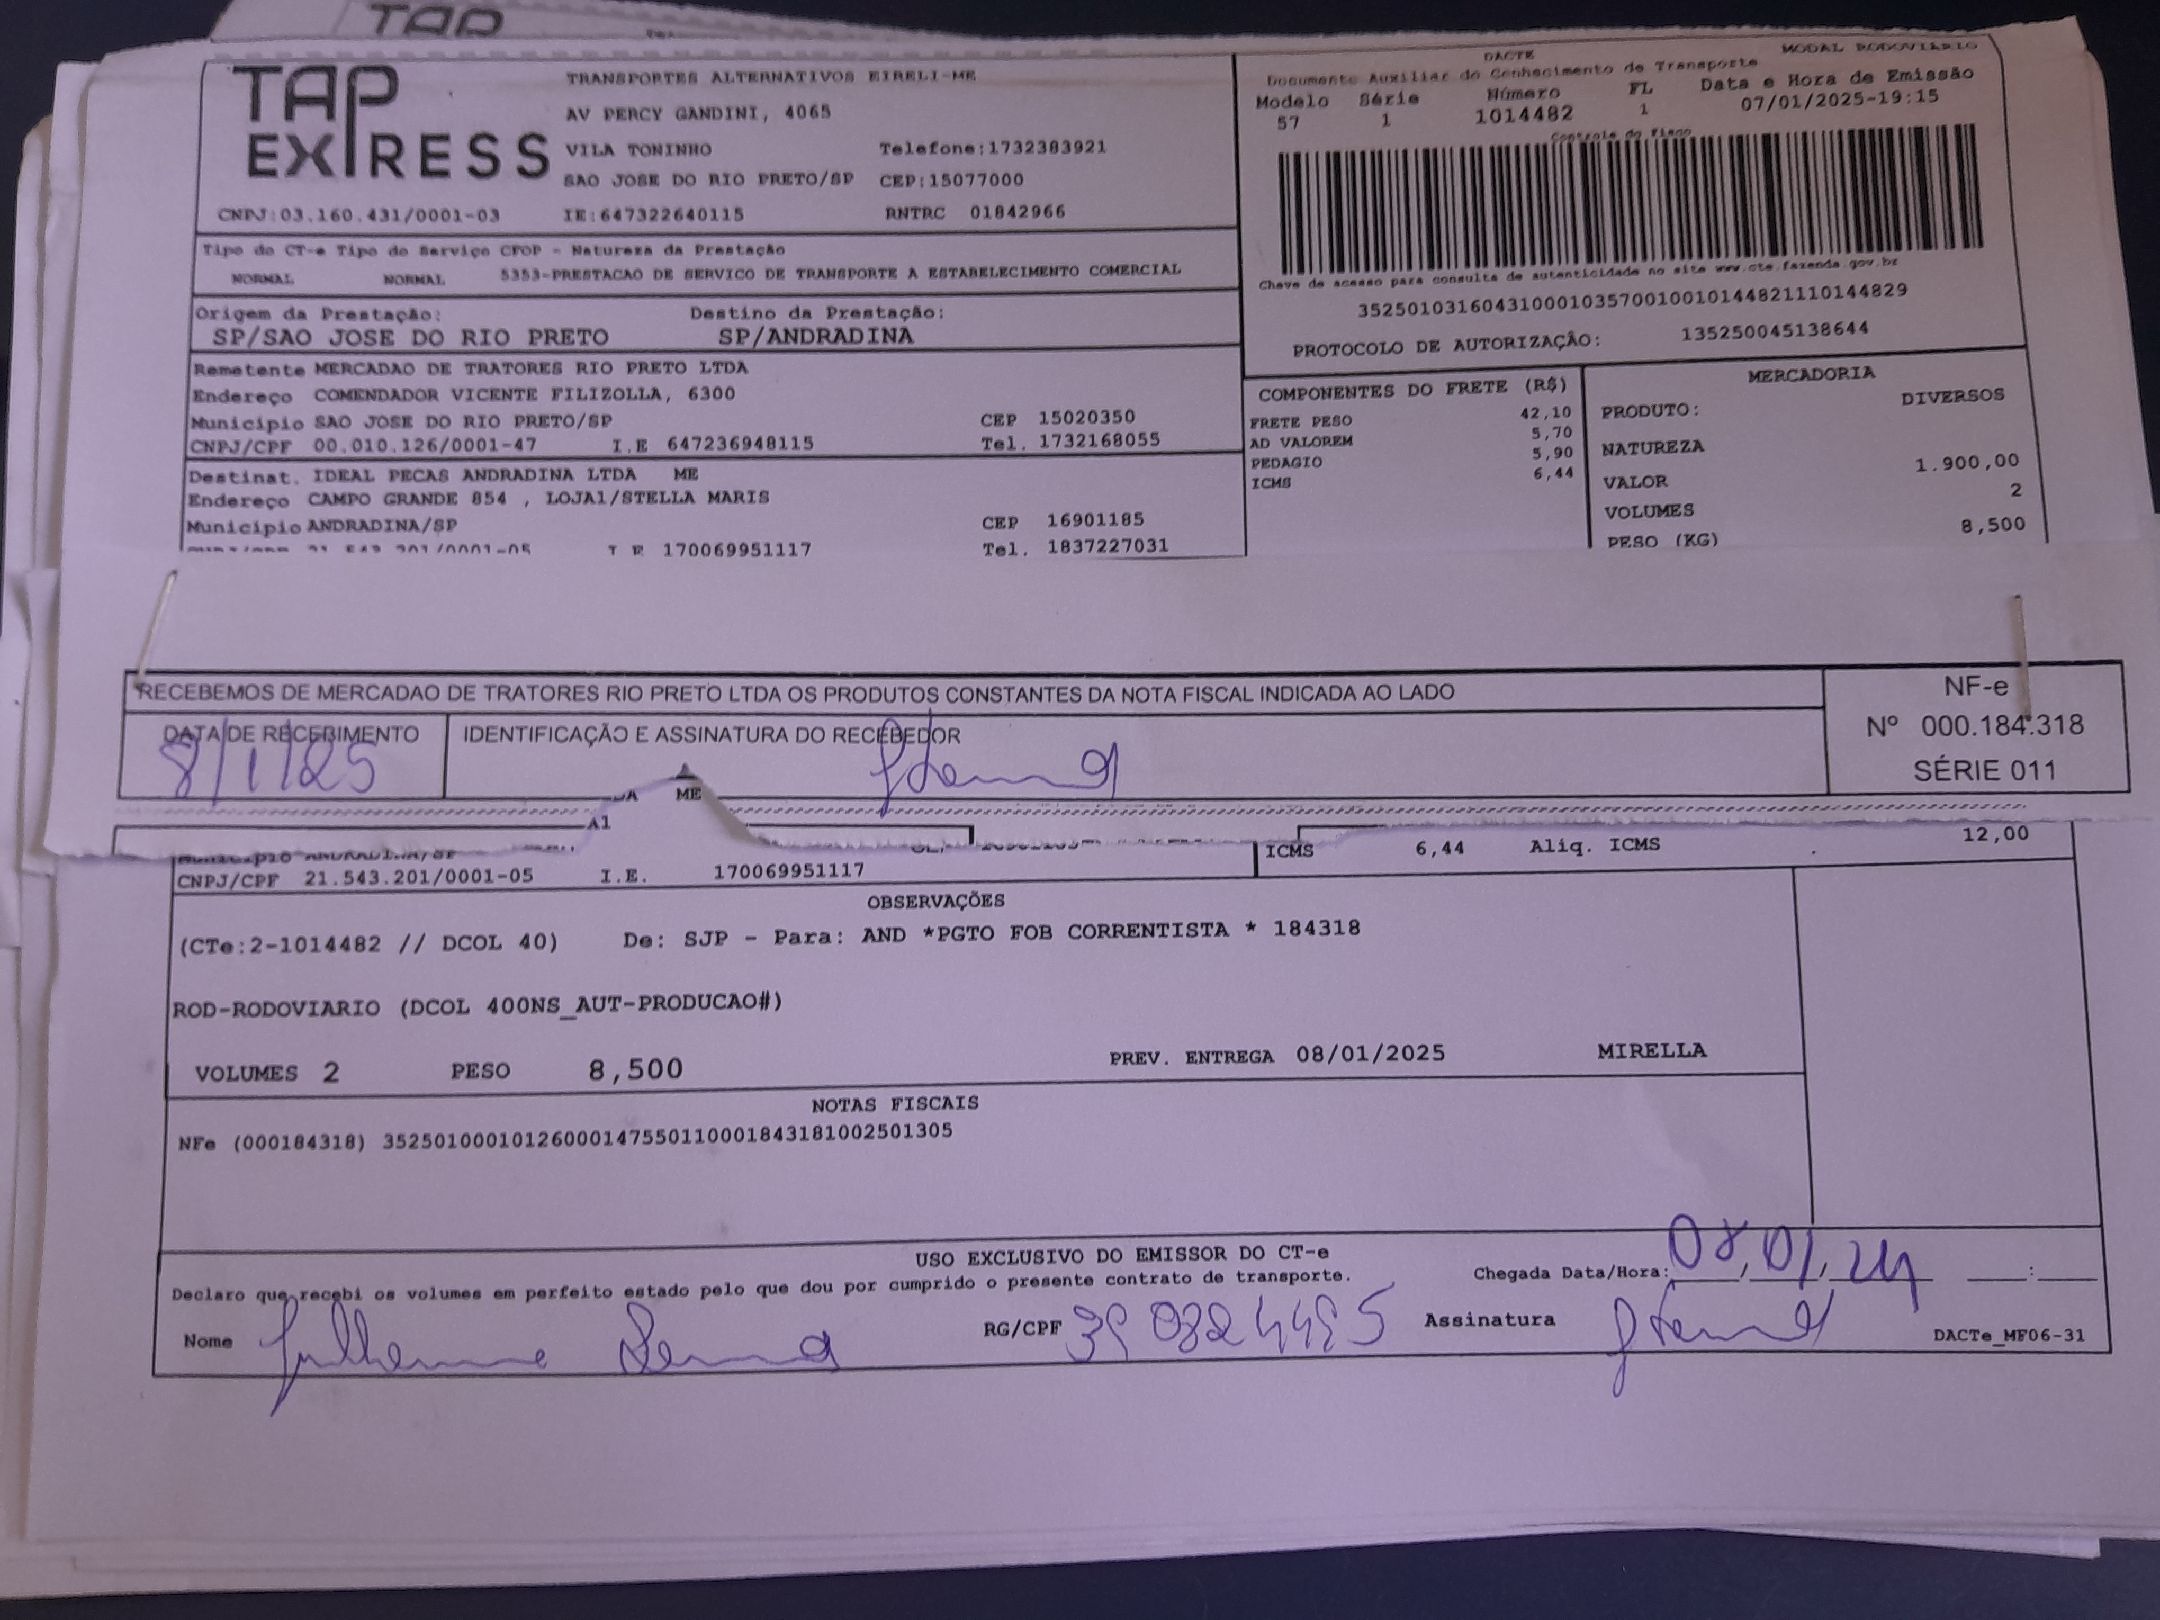 TAP
TAP EXPRESS
TRANSPORTES ALTERNATIVOS EIRELI-ME
AV PERCY GANDINI, 4065
VILA TONINHO Telefone:1732383921
SAO JOSE DO RIO PRETO/SP CEP:15077000
CNPJ:03.160.431/0001-03 IE:647322640115 RNTRC 01842966
DACTE MODAL RODOVIÁRIO
Documento Auxiliar do Conhecimento de Transporte
Modelo Série Número FL Data e Hora de Emissão
57 1 1014482 1 07/01/2025-19:15
Controle do Fisco
Chave de acesso para consulta de autenticidade no site www.cte.fazenda.gov.br
35250103160431000103570010010144821110144829
PROTOCOLO DE AUTORIZAÇÃO: 135250045138644
Tipo do CT-e Tipo do Serviço CFOP - Natureza da Prestação
NORMAL NORMAL 5353-PRESTACAO DE SERVICO DE TRANSPORTE A ESTABELECIMENTO COMERCIAL
Origem da Prestação: Destino da Prestação:
SP/SAO JOSE DO RIO PRETO SP/ANDRADINA
Remetente MERCADAO DE TRATORES RIO PRETO LTDA
Endereço COMENDADOR VICENTE FILIZOLLA, 6300
Município SAO JOSE DO RIO PRETO/SP CEP 15020350
CNPJ/CPF 00.010.126/0001-47 I.E 647236948115 Tel. 1732168055
Destinat. IDEAL PECAS ANDRADINA LTDA ME
Endereço CAMPO GRANDE 854 , LOJA1/STELLA MARIS
Município ANDRADINA/SP CEP 16901185
CNPJ/CPF 21.543.201/0001-05 I.E 170069951117 Tel. 1837227031
COMPONENTES DO FRETE (R$)
FRETE PESO 42,10
AD VALOREM 5,70
PEDAGIO 5,90
ICMS 6,44
MERCADORIA
PRODUTO: DIVERSOS
NATUREZA
VALOR 1.900,00
VOLUMES 2
PESO (KG) 8,500
RECEBEMOS DE MERCADAO DE TRATORES RIO PRETO LTDA OS PRODUTOS CONSTANTES DA NOTA FISCAL INDICADA AO LADO
DATA DE RECEBIMENTO IDENTIFICAÇÃO E ASSINATURA DO RECEBEDOR
8/1/25
NF-e
Nº 000.184.318
SÉRIE 011
DA ME
A1
Município ANDRADINA/SP
CNPJ/CPF 21.543.201/0001-05 I.E. 170069951117
ICMS 6,44 Aliq. ICMS 12,00
OBSERVAÇÕES
(CTe:2-1014482 // DCOL 40) De: SJP - Para: AND *PGTO FOB CORRENTISTA * 184318
ROD-RODOVIARIO (DCOL 400NS_AUT-PRODUCAO#)
VOLUMES 2 PESO 8,500 PREV. ENTREGA 08/01/2025 MIRELLA
NOTAS FISCAIS
NFe (000184318) 35250100010126000147550110001843181002501305
USO EXCLUSIVO DO EMISSOR DO CT-e
Declaro que recebi os volumes em perfeito estado pelo que dou por cumprido o presente contrato de transporte.
Chegada Data/Hora: 08/01/24 :
Nome Guilherme RG/CPF Assinatura
DACTe_MF06-31